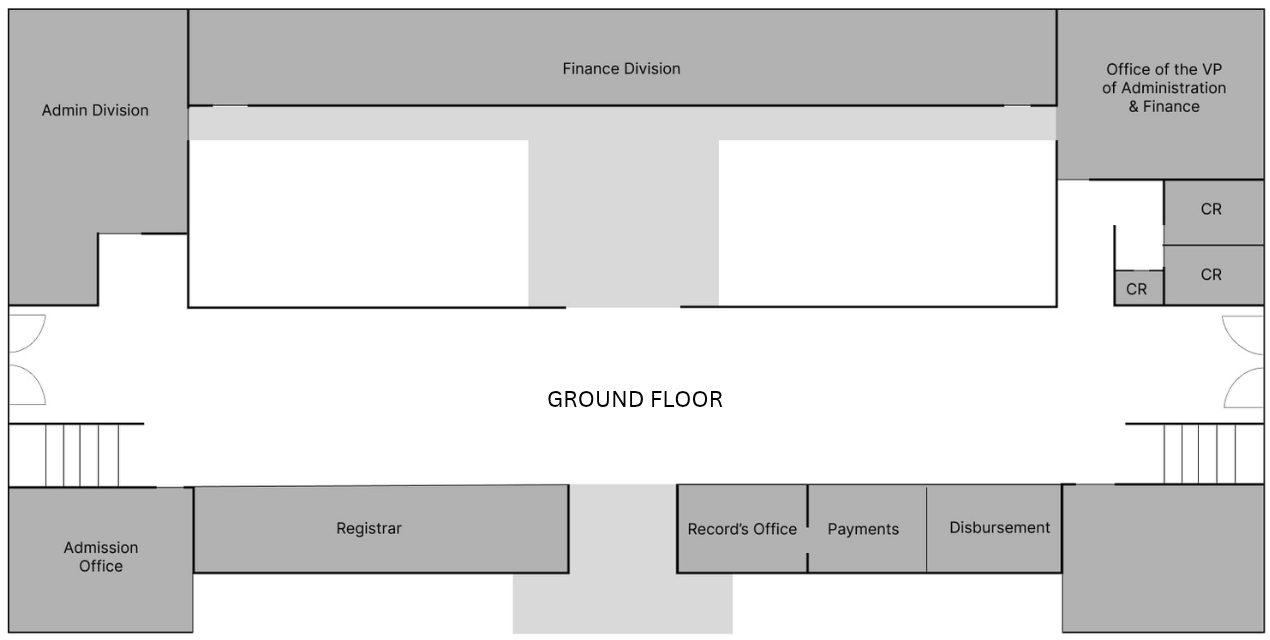 Finance Division
Office of the VP
of Administration
& Finance
Admin Division
CR
CR
CR
GROUND FLOOR
Registrar
Record's Office
Payments
Disbursement
Admission
Office